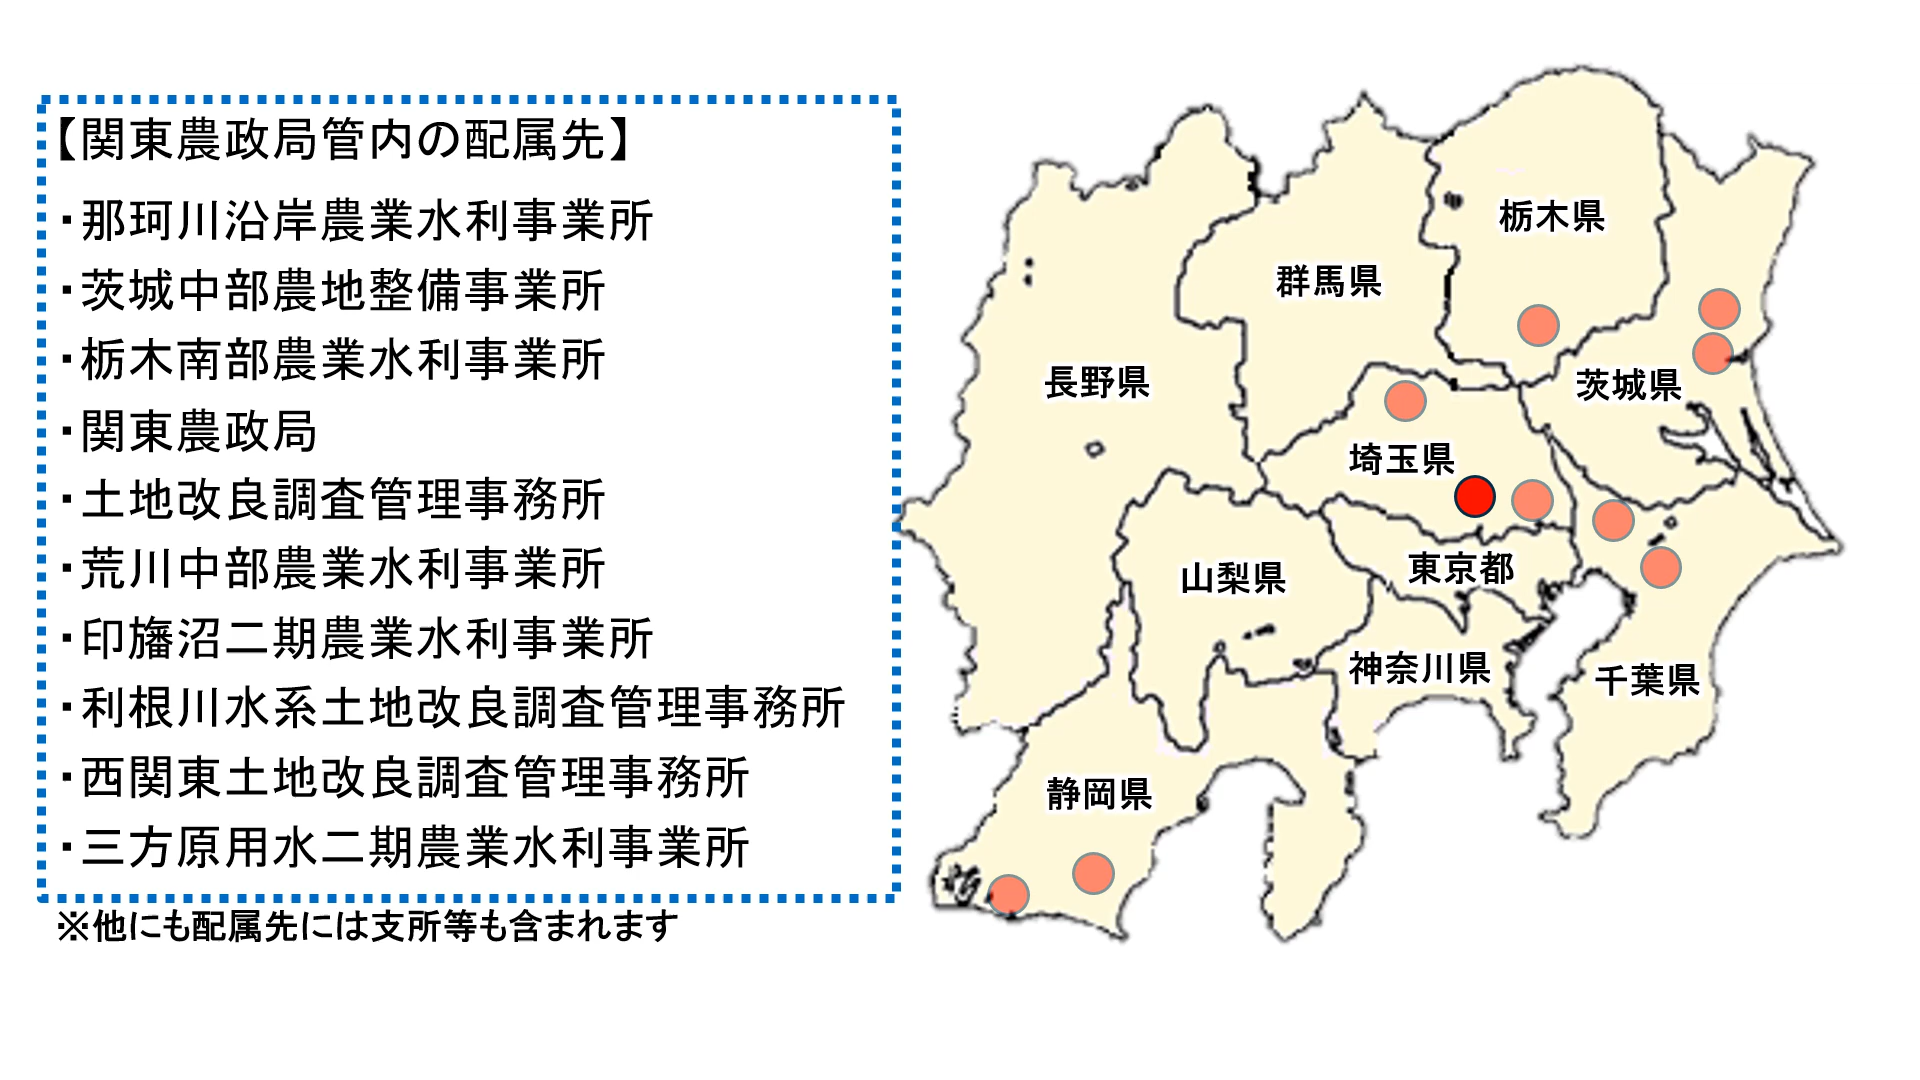 【関東農政局管内の配属先】
・那珂川沿岸農業水利事業所
・茨城中部農地整備事業所
・栃木南部農業水利事業所
・関東農政局
・土地改良調査管理事務所
・荒川中部農業水利事業所
・印旛沼二期農業水利事業所
・利根川水系土地改良調査管理事務所
・西関東土地改良調査管理事務所
・三方原用水二期農業水利事業所
※他にも配属先には支所等も含まれます
栃木県
群馬県
長野県
茨城県
埼玉県
山梨県
東京都
神奈川県
千葉県
静岡県